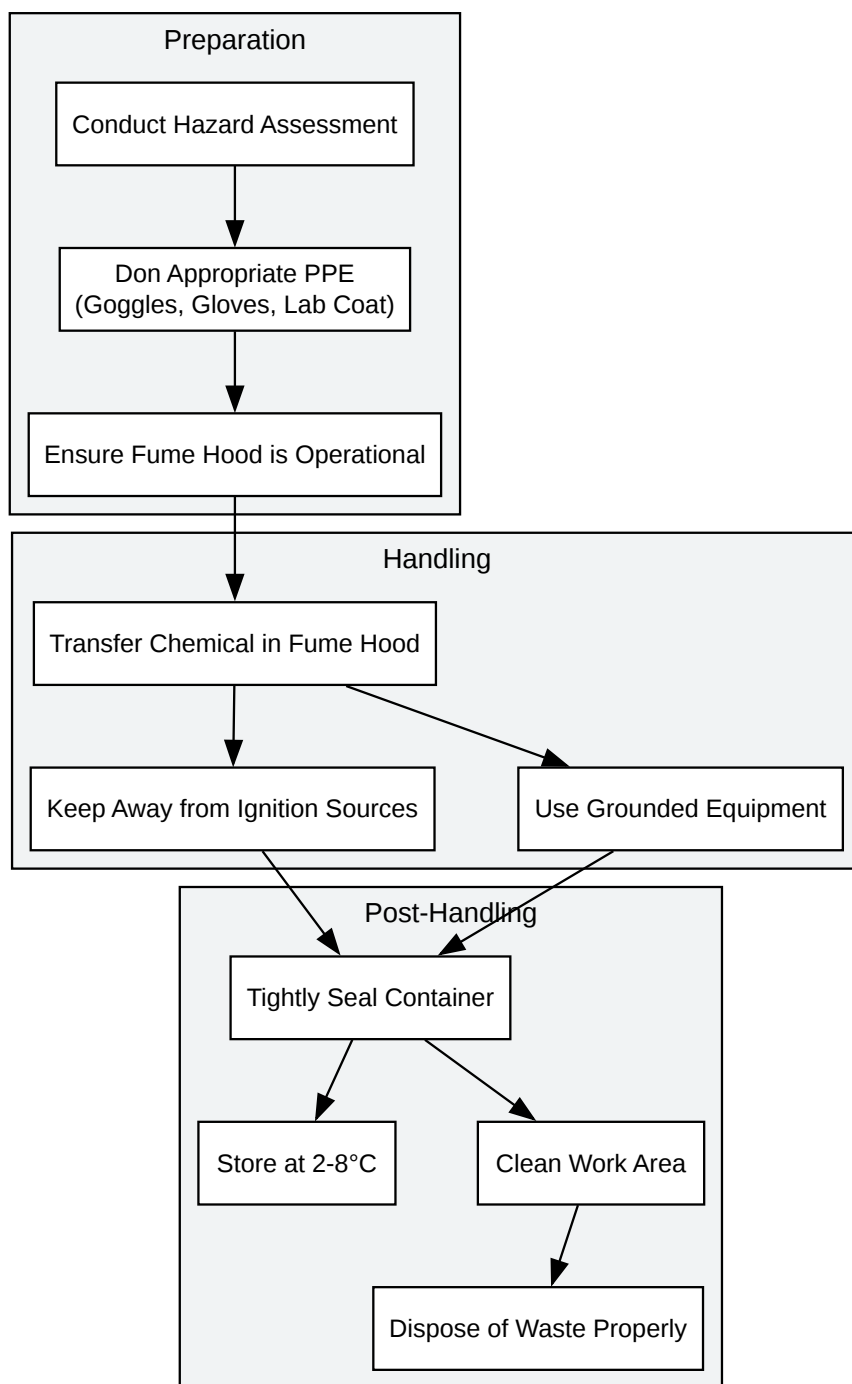 Preparation
Conduct Hazard Assessment
Don Appropriate PPE
(Goggles, Gloves, Lab Coat)
Ensure Fume Hood is Operational
Handling
Transfer Chemical in Fume Hood
Keep Away from Ignition Sources
Use Grounded Equipment
Post-Handling
Tightly Seal Container
Store at 2-8°C
Clean Work Area
Dispose of Waste Properly